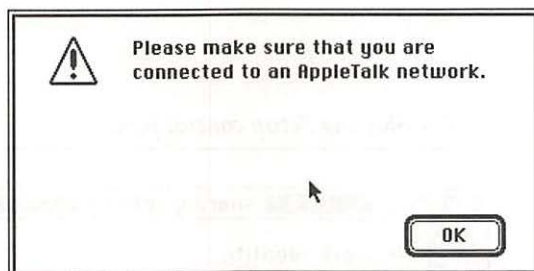 Please make sure that you are
connected to an AppleTalk network.
OK